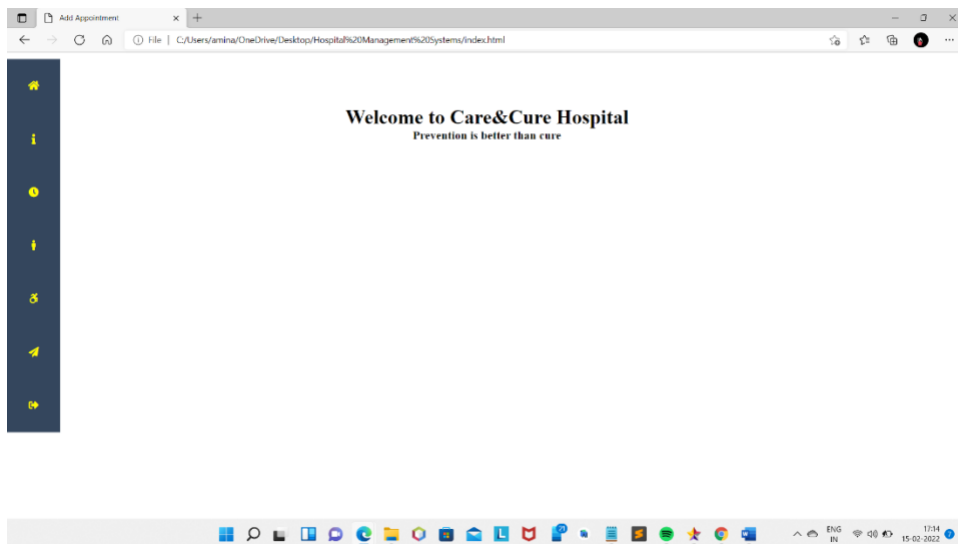 Add Appointment
File | C:/Users/amina/OneDrive/Desktop/Hospital%20Management%20Systems/index.html
Welcome to Care&Cure Hospital
Prevention is better than cure
ENG
IN
17:14
15-02-2022